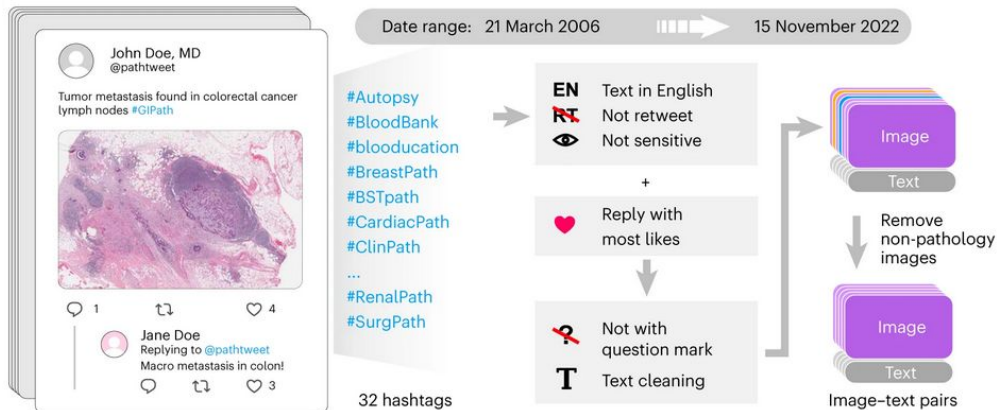 Date range: 21 March 2006
15 November 2022
John Doe, MD
@pathtweet
Tumor metastasis found in colorectal cancer
lymph nodes #GIPath
1
4
Jane Doe
Replying to @pathtweet
Macro metastasis in colon!
3
#Autopsy
#BloodBank
#blooducation
#BreastPath
#BSTpath
#CardiacPath
#ClinPath
...
#RenalPath
#SurgPath
32 hashtags
EN Text in English
RT Not retweet
Not sensitive
+
Reply with
most likes
? Not with
question mark
T Text cleaning
Image
Text
Remove
non-pathology
images
Image
Text
Image–text pairs